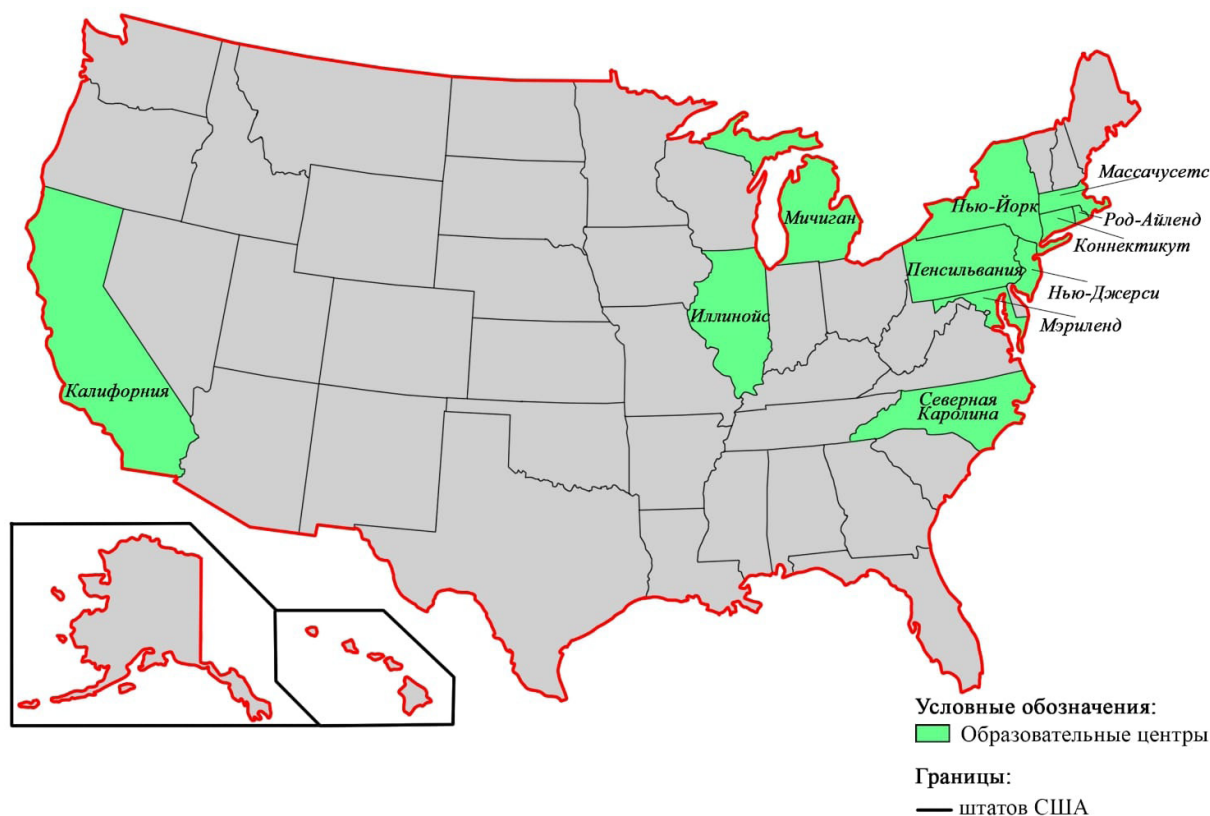 Массачусетс
Мичиган
Нью-Йорк
Род-Айленд
Коннектикут
Пенсильвания
Нью-Джерси
Иллинойс
Мэриленд
Калифорния
Северная
Каролина
Условные обозначения:
Образовательные центры
Границы:
штатов США